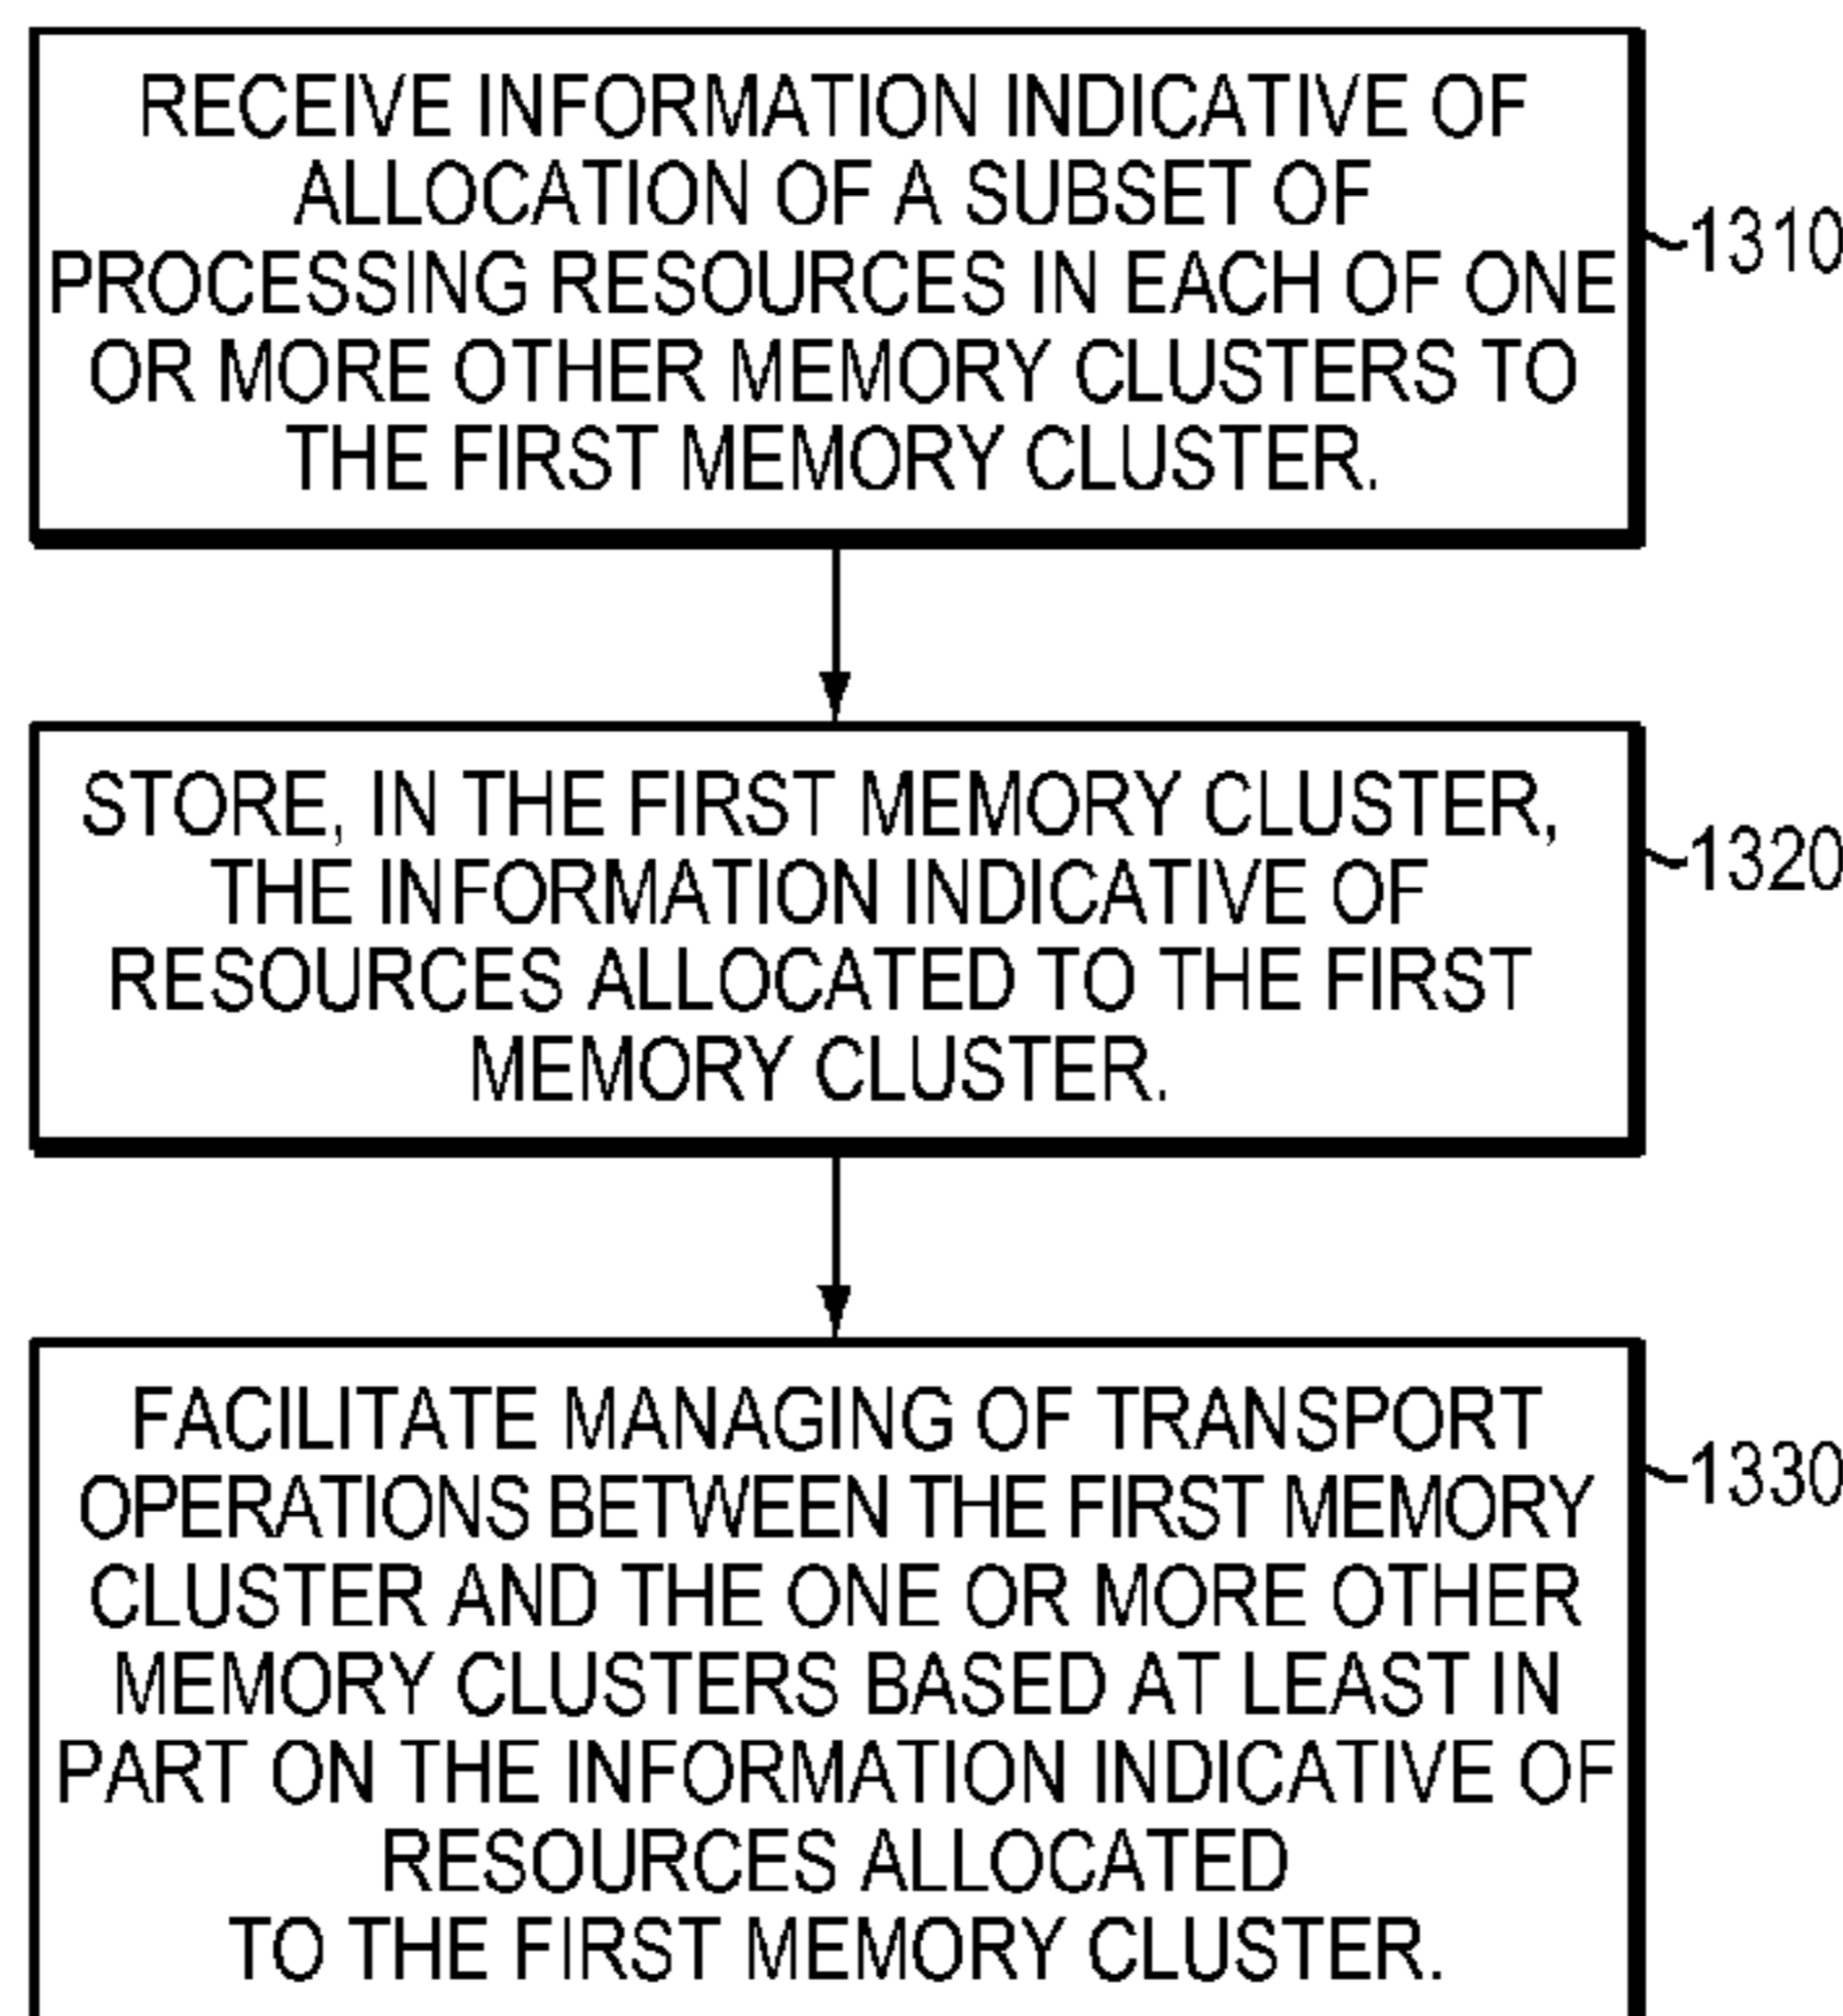 RECEIVE INFORMATION INDICATIVE OF
ALLOCATION OF A SUBSET OF
PROCESSING RESOURCES IN EACH OF ONE
OR MORE OTHER MEMORY CLUSTERS TO
THE FIRST MEMORY CLUSTER.
1310
STORE, IN THE FIRST MEMORY CLUSTER,
THE INFORMATION INDICATIVE OF
RESOURCES ALLOCATED TO THE FIRST
MEMORY CLUSTER.
1320
FACILITATE MANAGING OF TRANSPORT
OPERATIONS BETWEEN THE FIRST MEMORY
CLUSTER AND THE ONE OR MORE OTHER
MEMORY CLUSTERS BASED AT LEAST IN
PART ON THE INFORMATION INDICATIVE OF
RESOURCES ALLOCATED
TO THE FIRST MEMORY CLUSTER.
1330